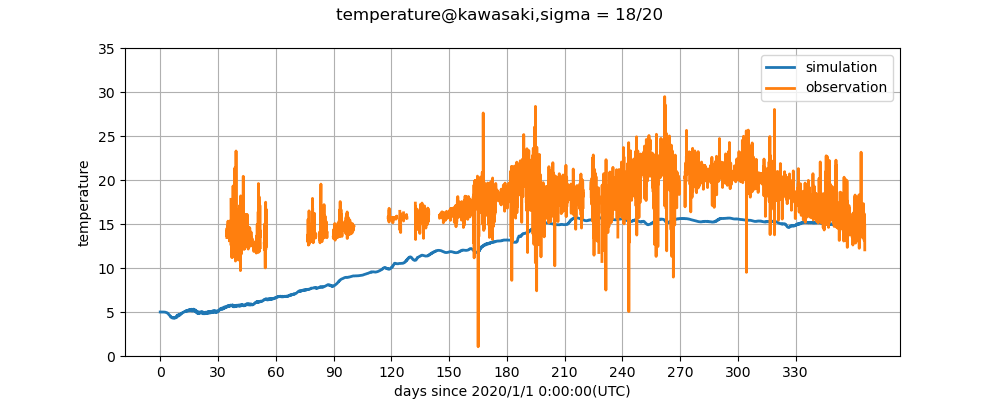 temperature@kawasaki,sigma = 18/20
35
30
25
20
15
10
5
0
temperature
simulation
observation
0 30 60 90 120 150 180 210 240 270 300 330
days since 2020/1/1 0:00:00(UTC)